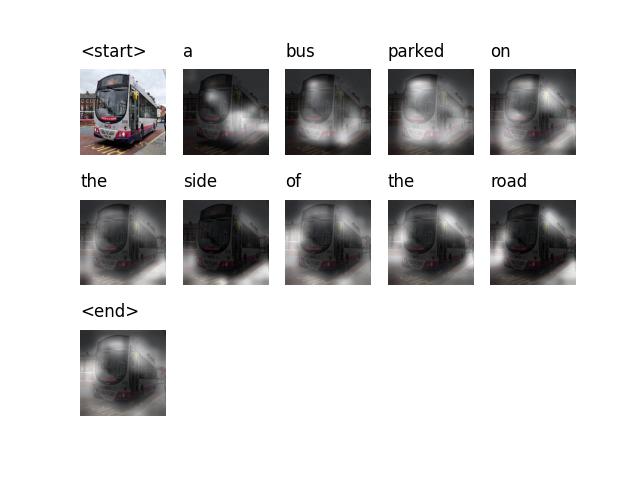 <start> a bus parked on
the side of the road
<end>